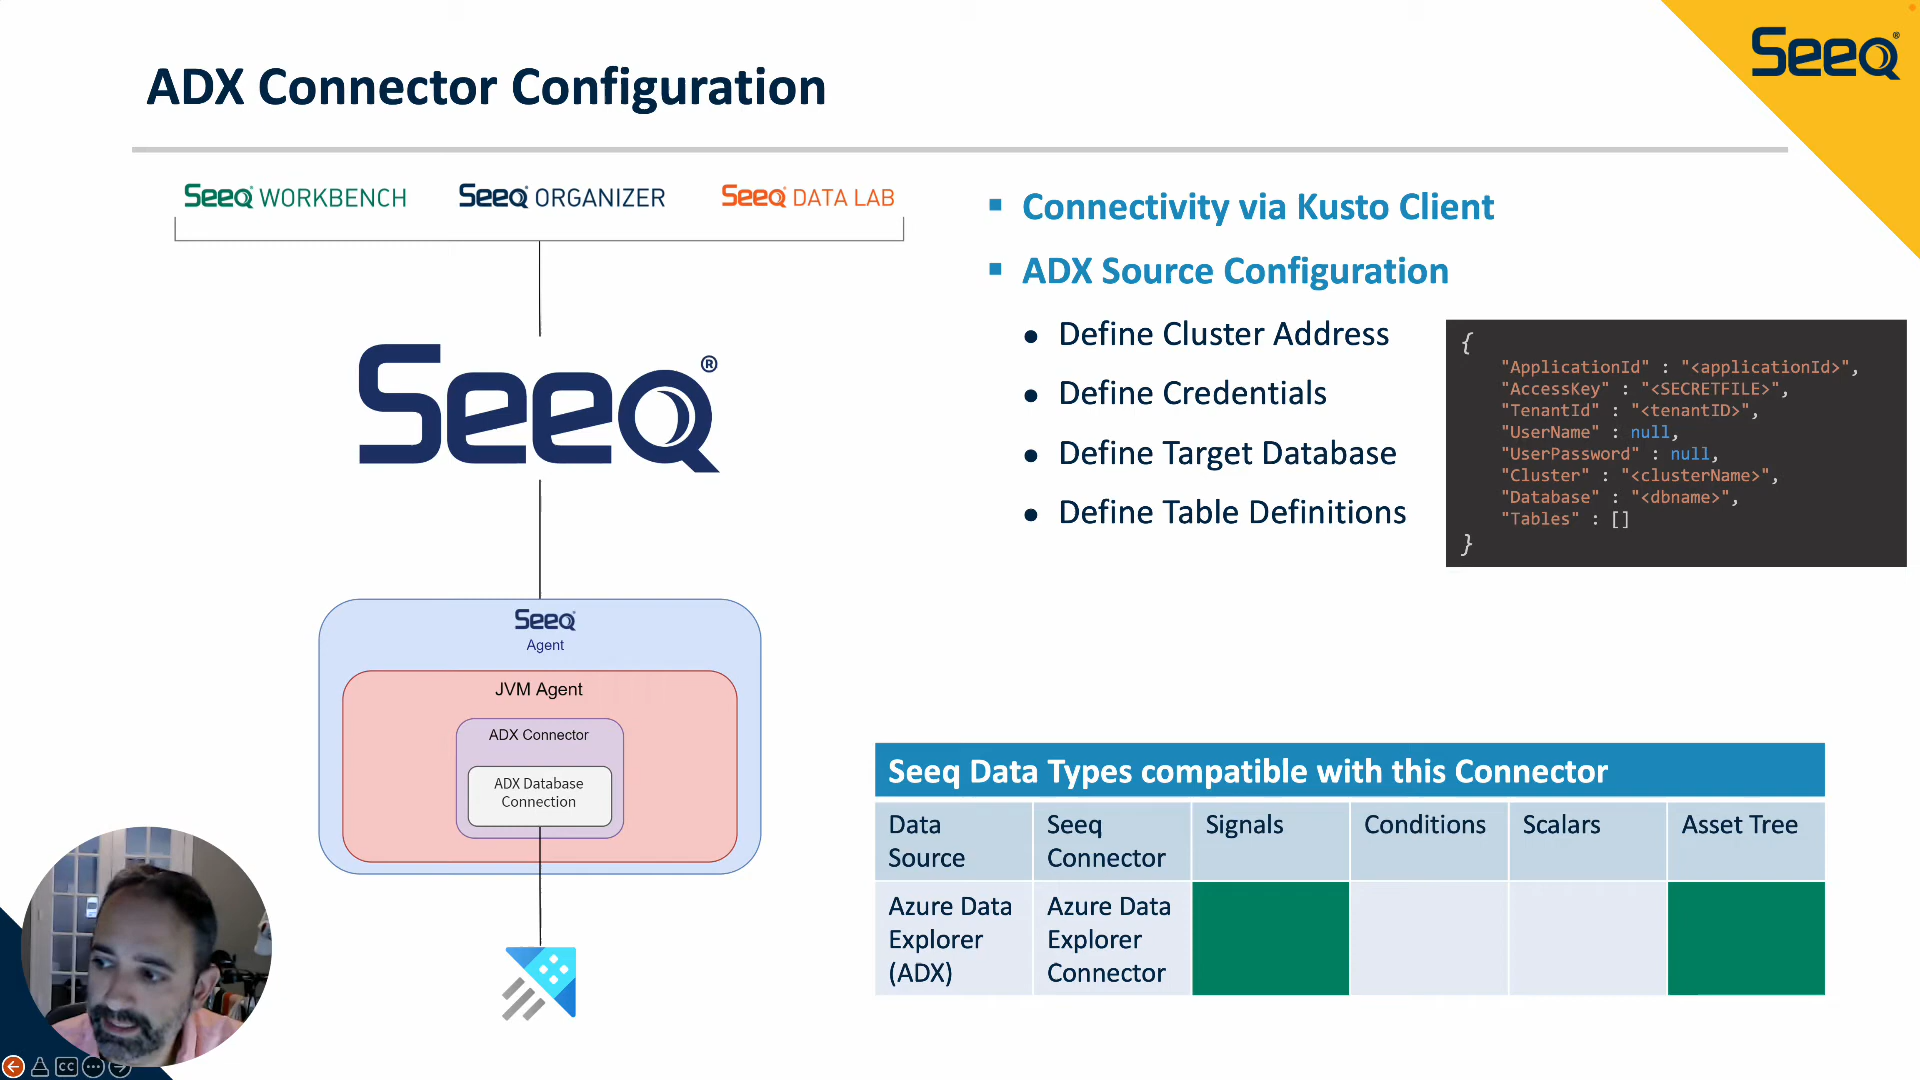 ADX Connector Configuration
Seeq®
Seeq® WORKBENCH
Seeq® ORGANIZER
Seeq® DATA LAB
Seeq®
Seeq®
Agent
JVM Agent
ADX Connector
ADX Database
Connection
Connectivity via Kusto Client
ADX Source Configuration
Define Cluster Address
Define Credentials
Define Target Database
Define Table Definitions
{
"ApplicationId" : "<applicationId>",
"AccessKey" : "<SECRETFILE>",
"TenantId" : "<tenantID>",
"UserName" : null,
"UserPassword" : null,
"Cluster" : "<clusterName>",
"Database" : "<dbname>",
"Tables" : []
}
Seeq Data Types compatible with this Connector
Data
Source
Seeq
Connector
Signals
Conditions
Scalars
Asset Tree
Azure Data
Explorer
(ADX)
Azure Data
Explorer
Connector
CC